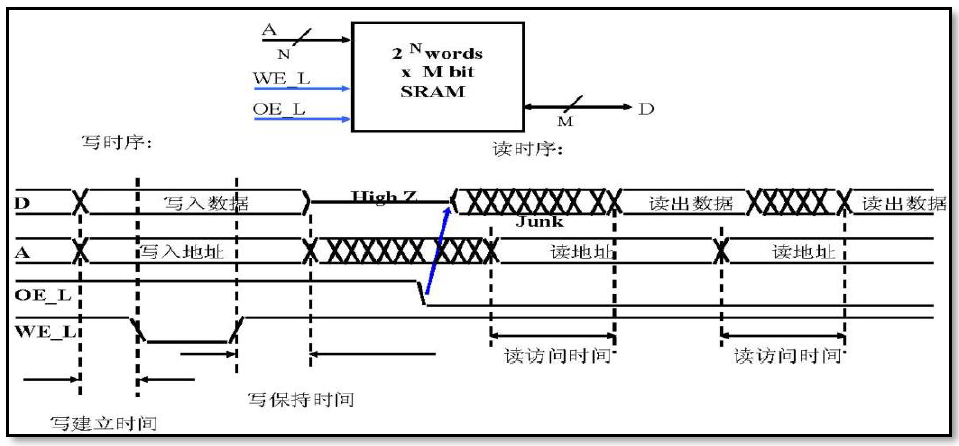 A
N
2 N words
x M bit
SRAM
WE_L
OE_L
M
D
写时序:
读时序:
D
写入数据
High Z
Junk
读出数据
读出数据
A
写入地址
读地址
读地址
OE_L
WE_L
读访问时间
读访问时间
写保持时间
写建立时间